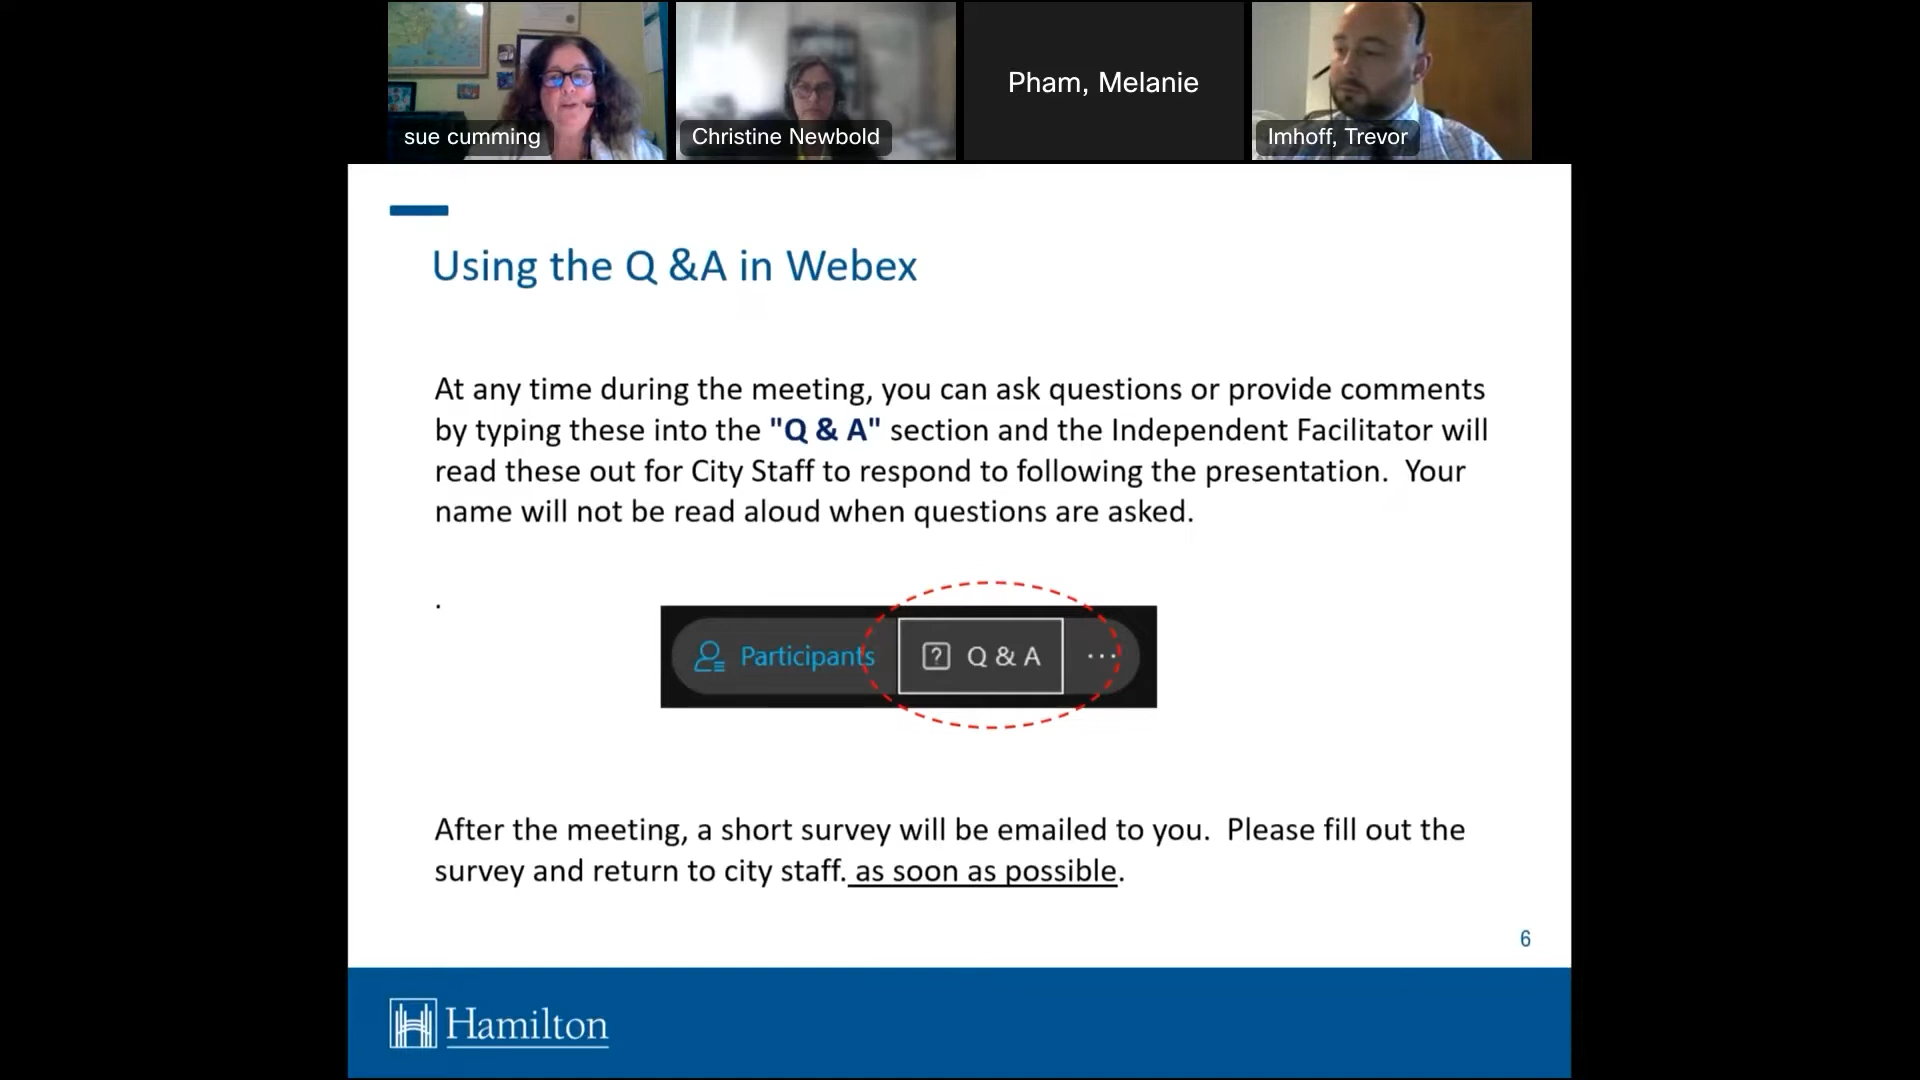 sue cumming
Christine Newbold
Pham, Melanie
Imhoff, Trevor
Using the Q &A in Webex
At any time during the meeting, you can ask questions or provide comments
by typing these into the "Q & A" section and the Independent Facilitator will
read these out for City Staff to respond to following the presentation.  Your
name will not be read aloud when questions are asked.
.
Participants
? Q & A ...
After the meeting, a short survey will be emailed to you.  Please fill out the
survey and return to city staff. as soon as possible.
6
Hamilton